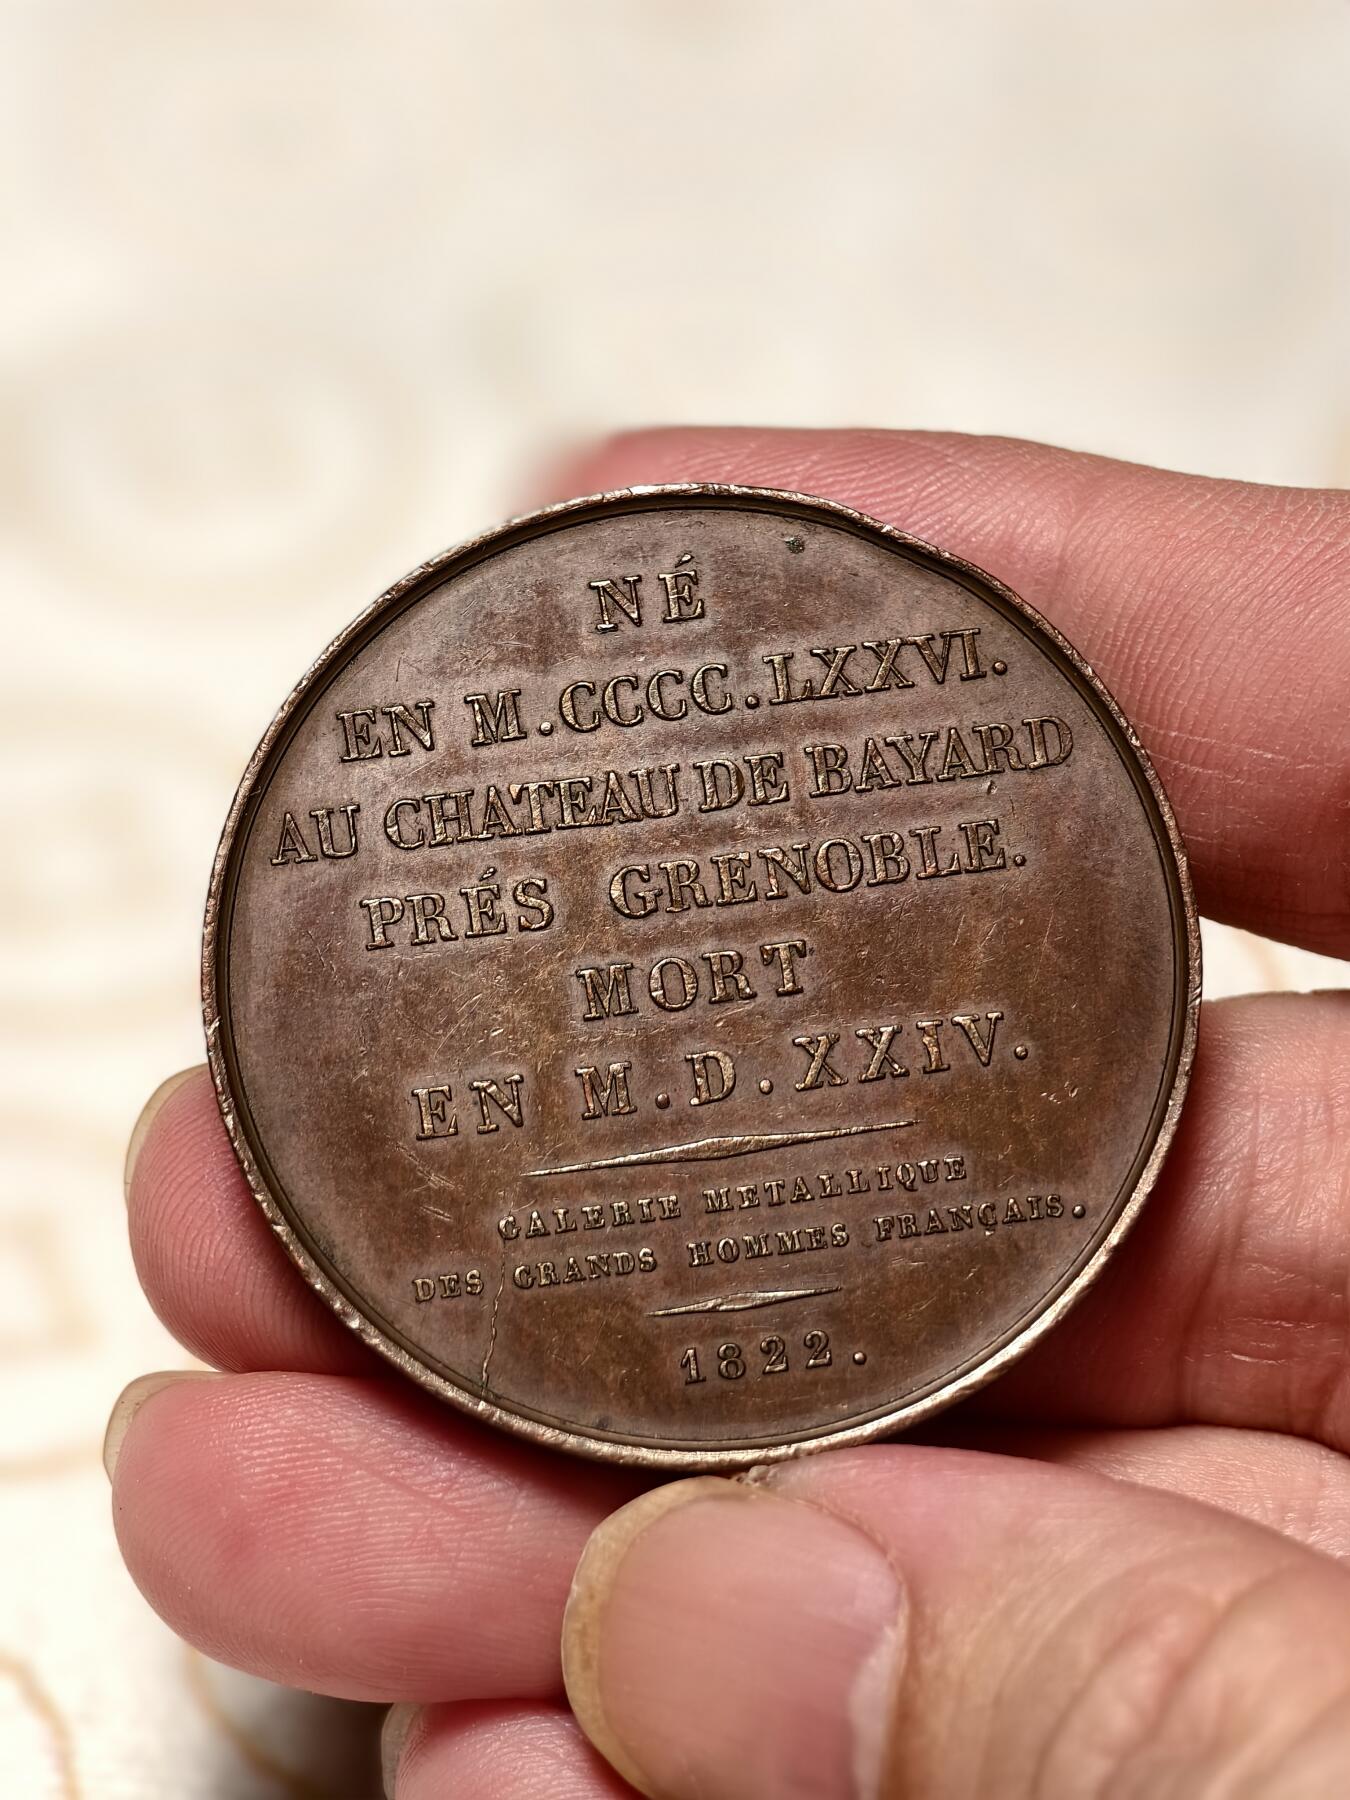 NÉ
EN M.CCCC.LXXVI.
AU CHATEAU DE BAYARD
PRÉS GRENOBLE.
MORT
EN M.D.XXIV.
GALERIE METALLIQUE
DES GRANDS HOMMES FRANÇAIS.
1822.